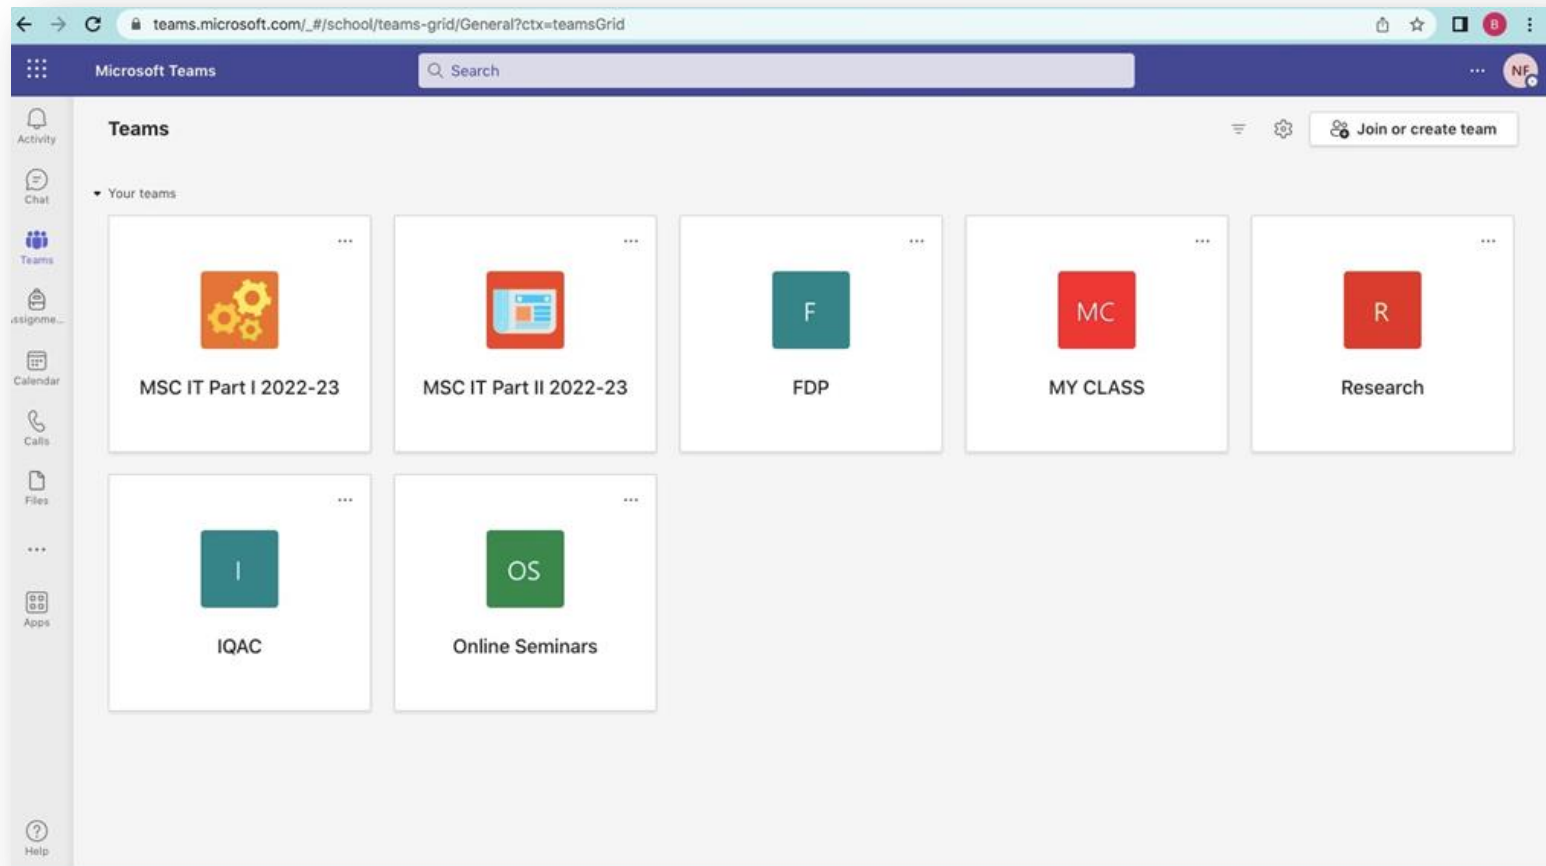 teams.microsoft.com/_#/school/teams-grid/General?ctx=teamsGrid
B
Microsoft Teams
Search
NF
Activity
Chat
Teams
ssignme...
Calendar
Calls
Files
Apps
Help
Teams
Join or create team
Your teams
MSC IT Part I 2022-23
MSC IT Part II 2022-23
F
FDP
MC
MY CLASS
R
Research
I
IQAC
OS
Online Seminars